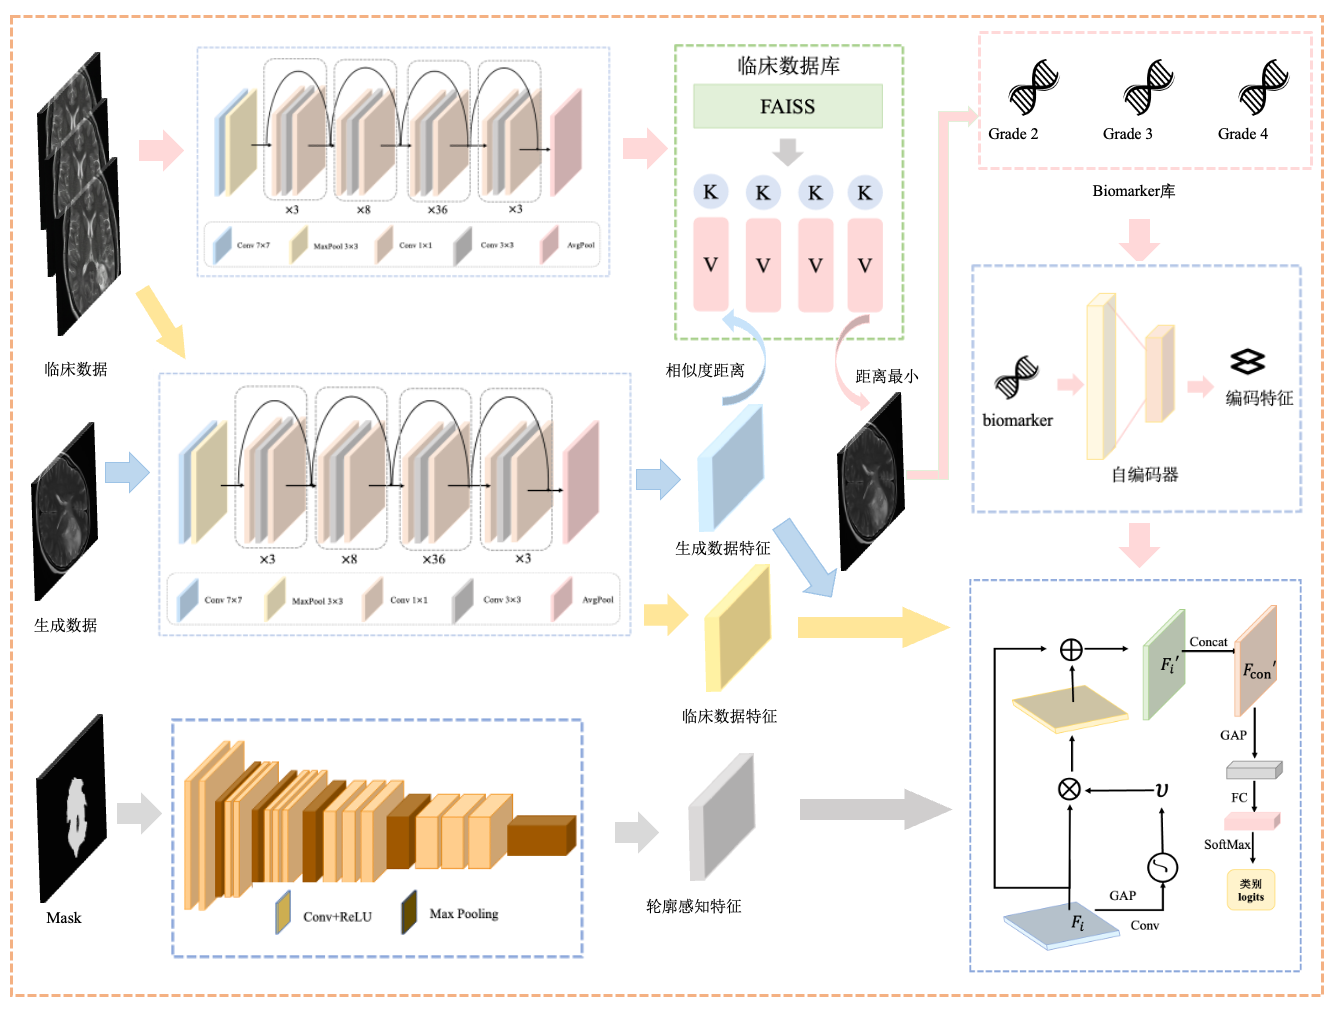 临床数据
×3
×8
×36
×3
Conv 7×7
MaxPool 3×3
Conv 1×1
Conv 3×3
AvgPool
临床数据库
FAISS
K
K
K
K
V
V
V
V
Grade 2
Grade 3
Grade 4
Biomarker库
相似度距离
距离最小
biomarker
自编码器
编码特征
生成数据
×3
×8
×36
×3
Conv 7×7
MaxPool 3×3
Conv 1×1
Conv 3×3
AvgPool
生成数据特征
临床数据特征
Mask
Conv+ReLU
Max Pooling
轮廓感知特征
Fᵢ′
Concat
F_con′
GAP
FC
SoftMax
类别
logits
υ
GAP
Conv
Fᵢ